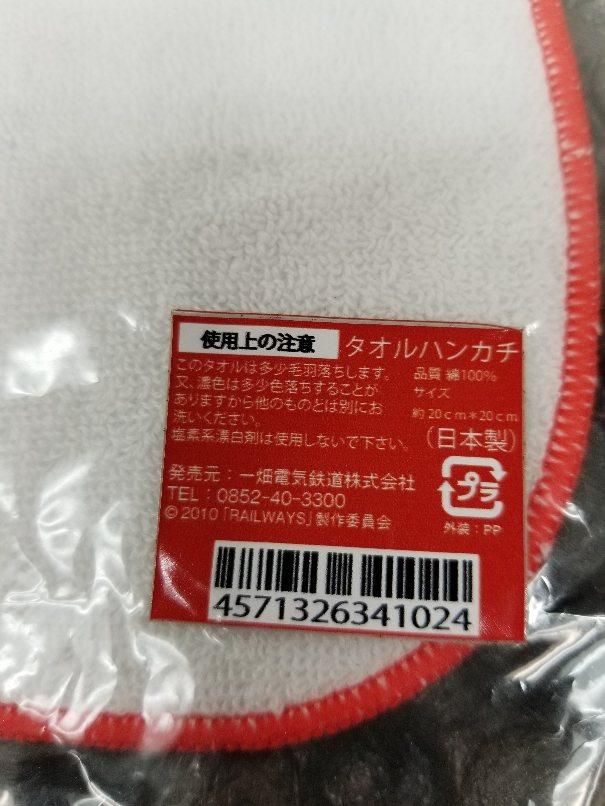 使用上の注意
タオルハンカチ
このタオルは多少毛羽落ちします。
又、濃色は多少色落ちすることが
ありますから他のものとは別にお
洗いください。
塩素系漂白剤は使用しないで下さい。
品質 綿100%
サイズ
約20cm*20cm
(日本製)
発売元:一畑電気鉄道株式会社
TEL:0852-40-3300
© 2010「RAILWAYS」製作委員会
プラ
外装:PP
4571326341024